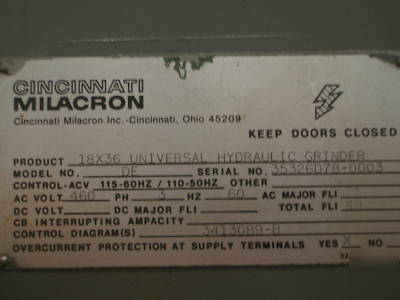 CINCINNATI
MILACRON
Cincinnati Milacron Inc.-Cincinnati, Ohio 45209
KEEP DOORS CLOSED
PRODUCT 18X36 UNIVERSAL HYDRAULIC GRINDER
MODEL NO. DE SERIAL NO. 35326D78-0003
CONTROL-ACV 115-60HZ / 110-50HZ OTHER
AC VOLT 460 PH 3 HZ 60 AC MAJOR FLI
DC VOLT DC MAJOR FLI TOTAL FLI
CB INTERRUPTING AMPACITY
CONTROL DIAGRAM(S) 3413089-B
OVERCURRENT PROTECTION AT SUPPLY TERMINALS YES X NO